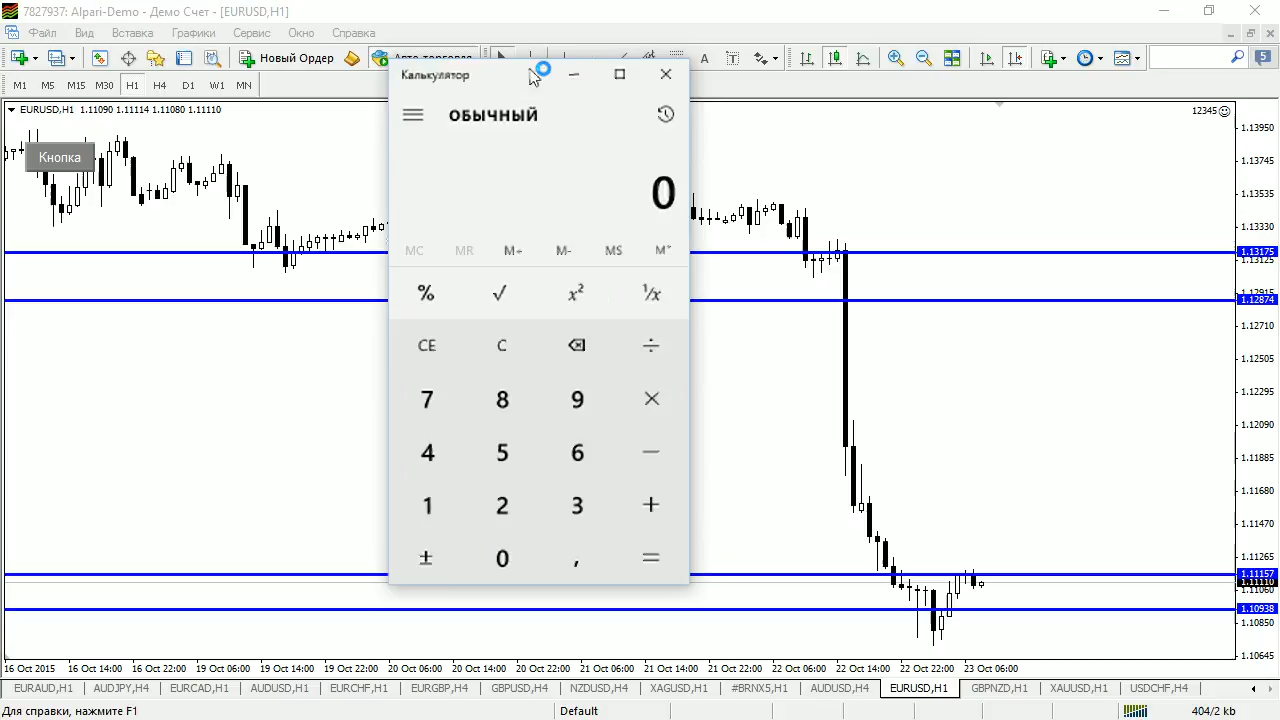 7827937: Alpari-Demo - Демо Счет - [EURUSD,H1]
Файл Вид Вставка Графики Сервис Окно Справка
Новый Ордер Авто-торговля A T 5
M1 M5 M15 M30 H1 H4 D1 W1 MN
EURUSD,H1 1.11090 1.11114 1.11080 1.11110
12345
Кнопка
Калькулятор
ОБЫЧНЫЙ
0
MC MR M+ M- MS M˅
% √ x² ¹/x
CE C ÷
7 8 9 ×
4 5 6 −
1 2 3 +
± 0 , =
1.13950
1.13745
1.13535
1.13330
1.13175
1.13125
1.12915
1.12874
1.12710
1.12505
1.12295
1.12090
1.11885
1.11680
1.11470
1.11265
1.11157
1.11110
1.11060
1.10938
1.10850
1.10645
16 Oct 2015 16 Oct 14:00 16 Oct 22:00 19 Oct 06:00 19 Oct 14:00 19 Oct 22:00 20 Oct 06:00 20 Oct 14:00 20 Oct 22:00 21 Oct 06:00 21 Oct 14:00 21 Oct 22:00 22 Oct 06:00 22 Oct 14:00 22 Oct 22:00 23 Oct 06:00
EURAUD,H1 AUDJPY,H4 EURCAD,H1 AUDUSD,H1 EURCHF,H1 EURGBP,H4 GBPUSD,H4 NZDUSD,H4 XAGUSD,H1 #BRNX5,H1 AUDUSD,H4 EURUSD,H1 GBPNZD,H1 XAUUSD,H1 USDCHF,H4
Для справки, нажмите F1 Default 404/2 kb